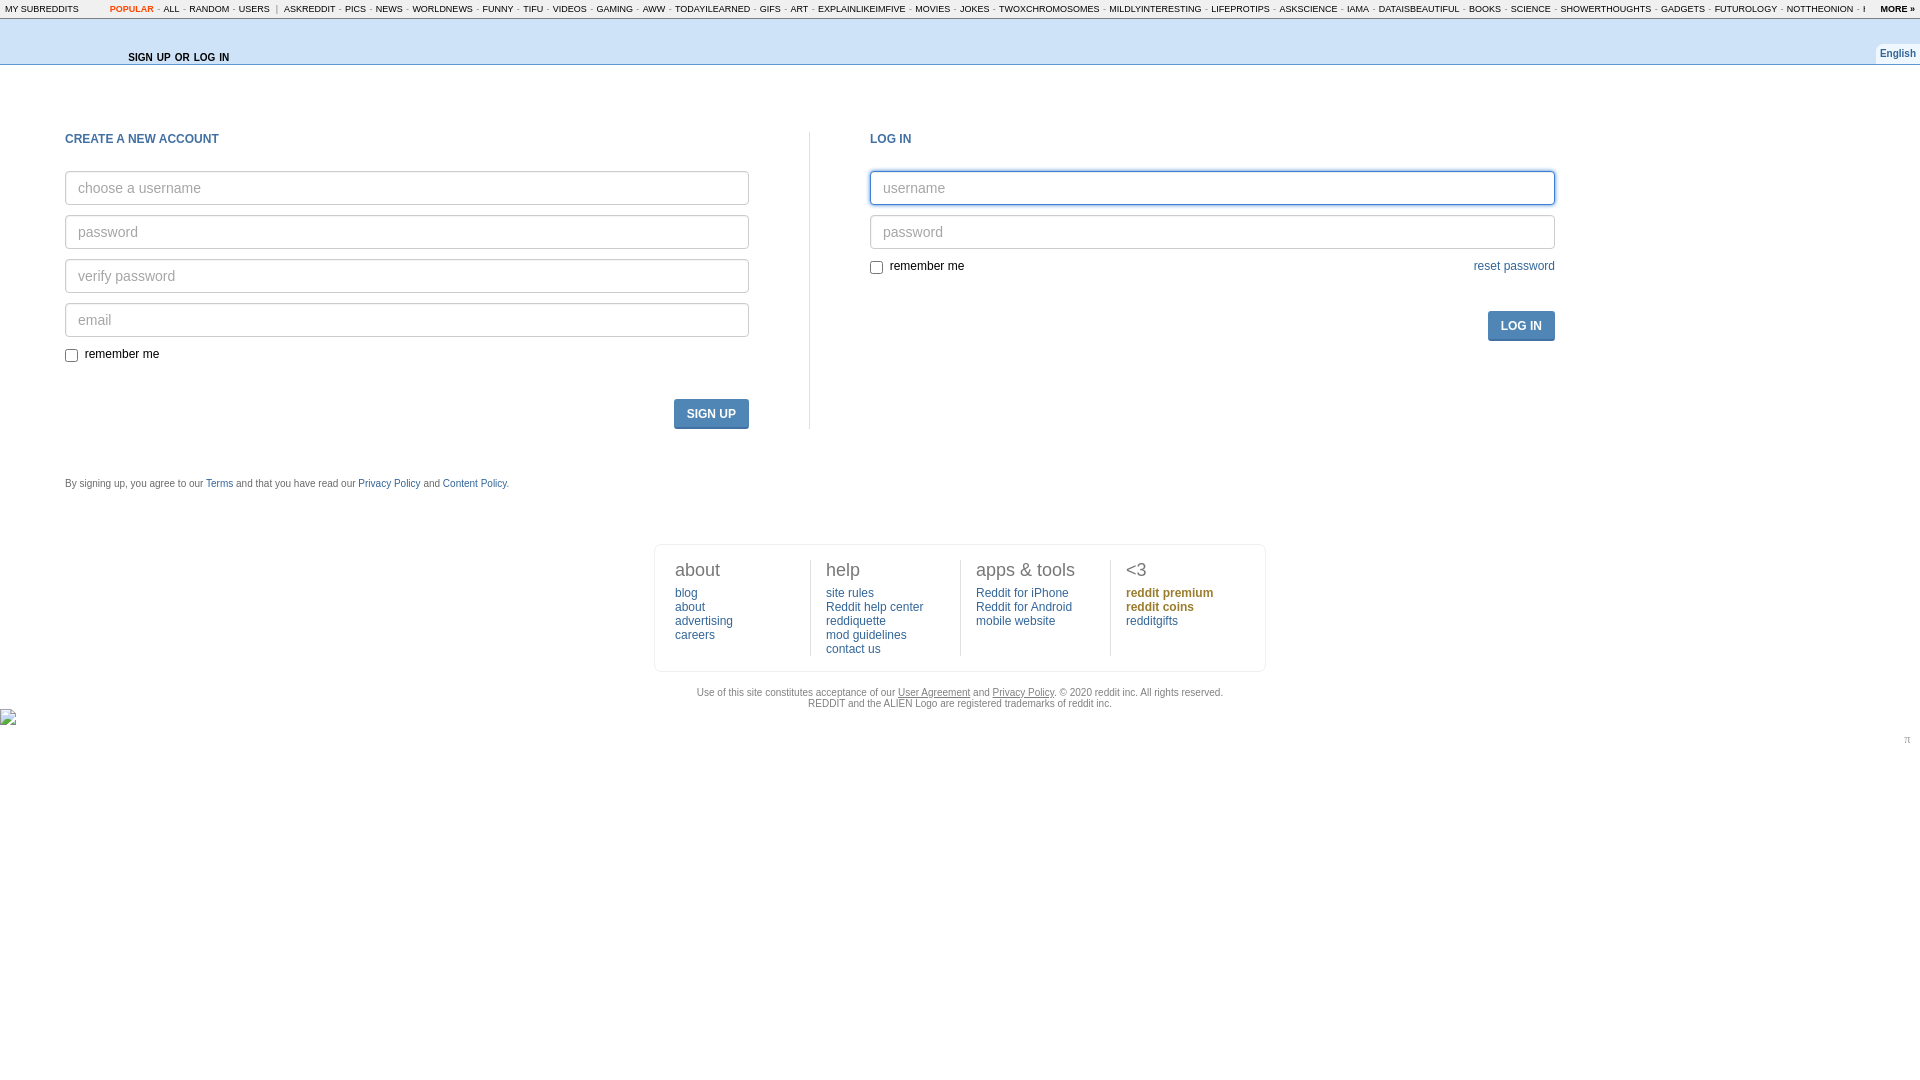 MY SUBREDDITS POPULAR - ALL - RANDOM - USERS | ASKREDDIT - PICS - NEWS - WORLDNEWS - FUNNY - TIFU - VIDEOS - GAMING - AWW - TODAYILEARNED - GIFS - ART - EXPLAINLIKEIMFIVE - MOVIES - JOKES - TWOXCHROMOSOMES - MILDLYINTERESTING - LIFEPROTIPS - ASKSCIENCE - IAMA - DATAISBEAUTIFUL - BOOKS - SCIENCE - SHOWERTHOUGHTS - GADGETS - FUTUROLOGY - NOTTHEONION - MORE »
SIGN UP OR LOG IN
English
CREATE A NEW ACCOUNT
choose a username
password
verify password
email
remember me
SIGN UP
LOG IN
username
password
remember me
reset password
LOG IN
By signing up, you agree to our Terms and that you have read our Privacy Policy and Content Policy.
about
blog
about
advertising
careers
help
site rules
Reddit help center
reddiquette
mod guidelines
contact us
apps & tools
Reddit for iPhone
Reddit for Android
mobile website
<3
reddit premium
reddit coins
redditgifts
Use of this site constitutes acceptance of our User Agreement and Privacy Policy. © 2020 reddit inc. All rights reserved.
REDDIT and the ALIEN Logo are registered trademarks of reddit inc.
π